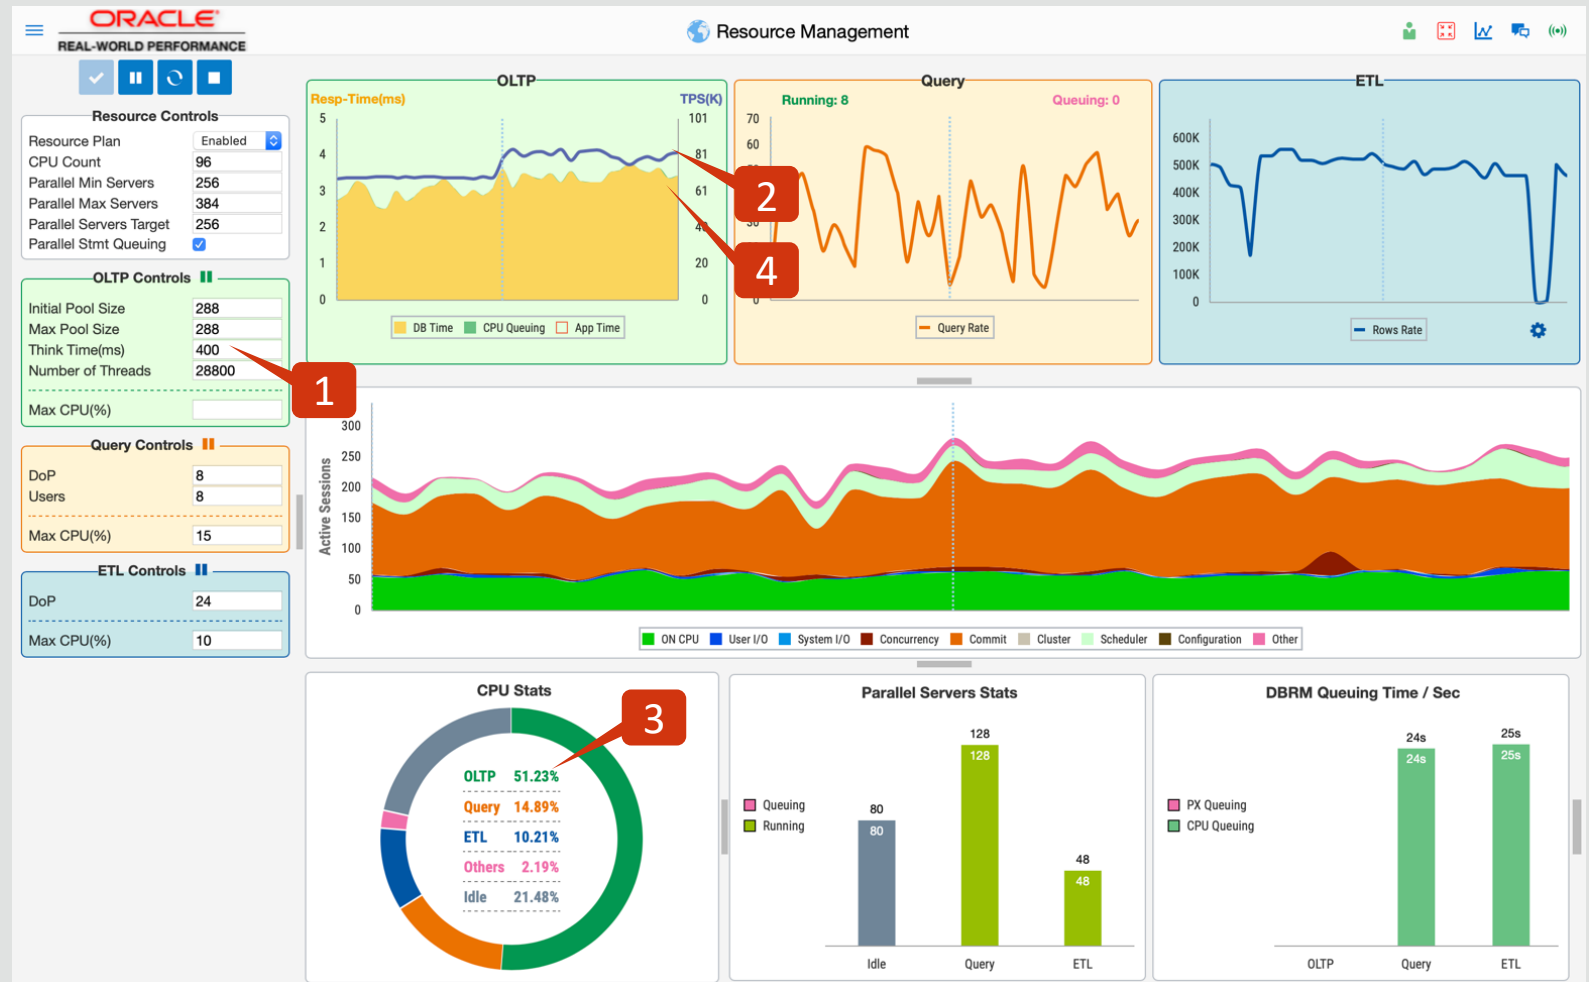 ORACLE
REAL-WORLD PERFORMANCE
Resource Management
Resource Controls
Resource Plan Enabled
CPU Count 96
Parallel Min Servers 256
Parallel Max Servers 384
Parallel Servers Target 256
Parallel Stmt Queuing
OLTP Controls
Initial Pool Size 288
Max Pool Size 288
Think Time(ms) 400
Number of Threads 28800
Max CPU(%)
1
Query Controls
DoP 8
Users 8
Max CPU(%) 15
ETL Controls
DoP 24
Max CPU(%) 10
OLTP
Resp-Time(ms) TPS(K)
5 101
4 81
3 61
2
1 20
0 0
2
4
DB Time CPU Queuing App Time
Query
Running: 8 Queuing: 0
70
60
0
Query Rate
ETL
600K
500K
400K
300K
200K
100K
0
Rows Rate
Active Sessions
300
250
200
150
100
50
0
ON CPU User I/O System I/O Concurrency Commit Cluster Scheduler Configuration Other
CPU Stats
3
OLTP 51.23%
Query 14.89%
ETL 10.21%
Others 2.19%
Idle 21.48%
Parallel Servers Stats
Queuing
Running
80
80
128
128
48
48
Idle Query ETL
DBRM Queuing Time / Sec
PX Queuing
CPU Queuing
24s
24s
25s
25s
OLTP Query ETL